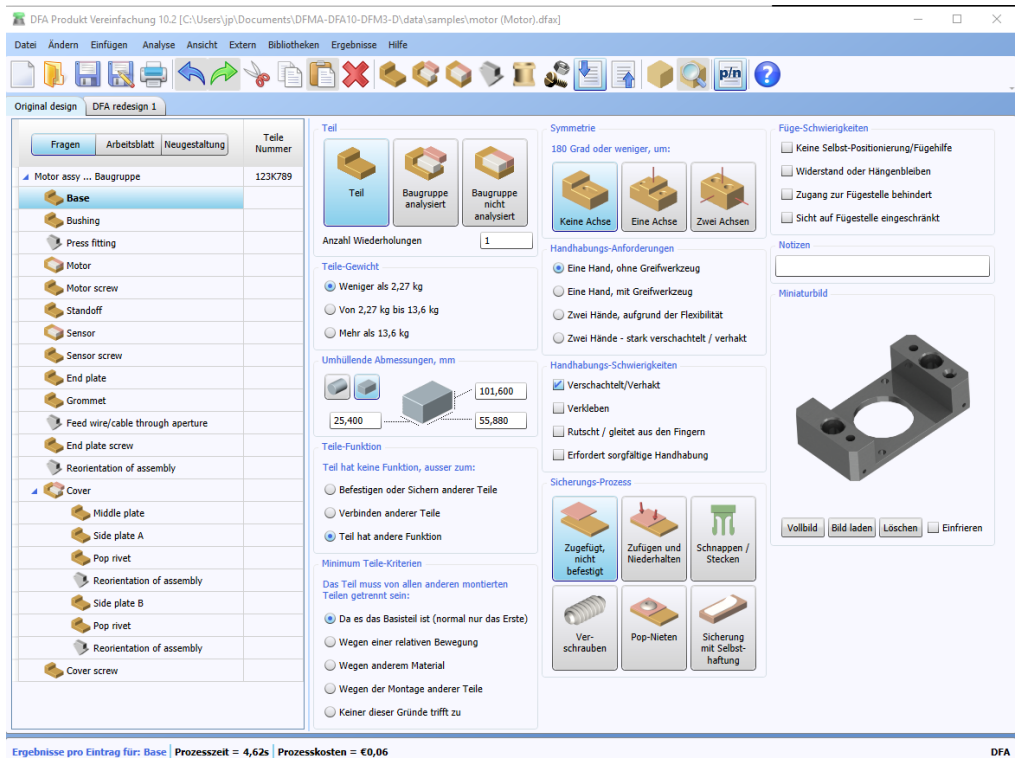 DFA Produkt Vereinfachung 10.2 [C:\Users\jp\Documents\DFMA-DFA10-DFM3-D\data\samples\motor (Motor).dfax]
Datei Ändern Einfügen Analyse Ansicht Extern Bibliotheken Ergebnisse Hilfe
p/n ?
Original design DFA redesign 1
Fragen Arbeitsblatt Neugestaltung
Teile
Nummer
Motor assy ... Baugruppe 123K789
Base
Bushing
Press fitting
Motor
Motor screw
Standoff
Sensor
Sensor screw
End plate
Grommet
Feed wire/cable through aperture
End plate screw
Reorientation of assembly
Cover
Middle plate
Side plate A
Pop rivet
Reorientation of assembly
Side plate B
Pop rivet
Reorientation of assembly
Cover screw
Teil
Teil
Baugruppe
analysiert
Baugruppe
nicht
analysiert
Anzahl Wiederholungen 1
Teile-Gewicht
Weniger als 2,27 kg
Von 2,27 kg bis 13,6 kg
Mehr als 13,6 kg
Umhüllende Abmessungen, mm
101,600
25,400 55,880
Teile-Funktion
Teil hat keine Funktion, ausser zum:
Befestigen oder Sichern anderer Teile
Verbinden anderer Teile
Teil hat andere Funktion
Minimum Teile-Kriterien
Das Teil muss von allen anderen montierten
Teilen getrennt sein:
Da es das Basisteil ist (normal nur das Erste)
Wegen einer relativen Bewegung
Wegen anderem Material
Wegen der Montage anderer Teile
Keiner dieser Gründe trifft zu
Symmetrie
180 Grad oder weniger, um:
Keine Achse Eine Achse Zwei Achsen
Handhabungs-Anforderungen
Eine Hand, ohne Greifwerkzeug
Eine Hand, mit Greifwerkzeug
Zwei Hände, aufgrund der Flexibilität
Zwei Hände - stark verschachtelt / verhakt
Handhabungs-Schwierigkeiten
Verschachtelt/Verhakt
Verkleben
Rutscht / gleitet aus den Fingern
Erfordert sorgfältige Handhabung
Sicherungs-Prozess
Zugefügt,
nicht
befestigt
Zufügen und
Niederhalten
Schnappen /
Stecken
Ver-
schrauben
Pop-Nieten
Sicherung
mit Selbst-
haftung
Füge-Schwierigkeiten
Keine Selbst-Positionierung/Fügehilfe
Widerstand oder Hängenbleiben
Zugang zur Fügestelle behindert
Sicht auf Fügestelle eingeschränkt
Notizen
Miniaturbild
Vollbild Bild laden Löschen Einfrieren
Ergebnisse pro Eintrag für: Base Prozesszeit = 4,62s Prozesskosten = €0,06 DFA